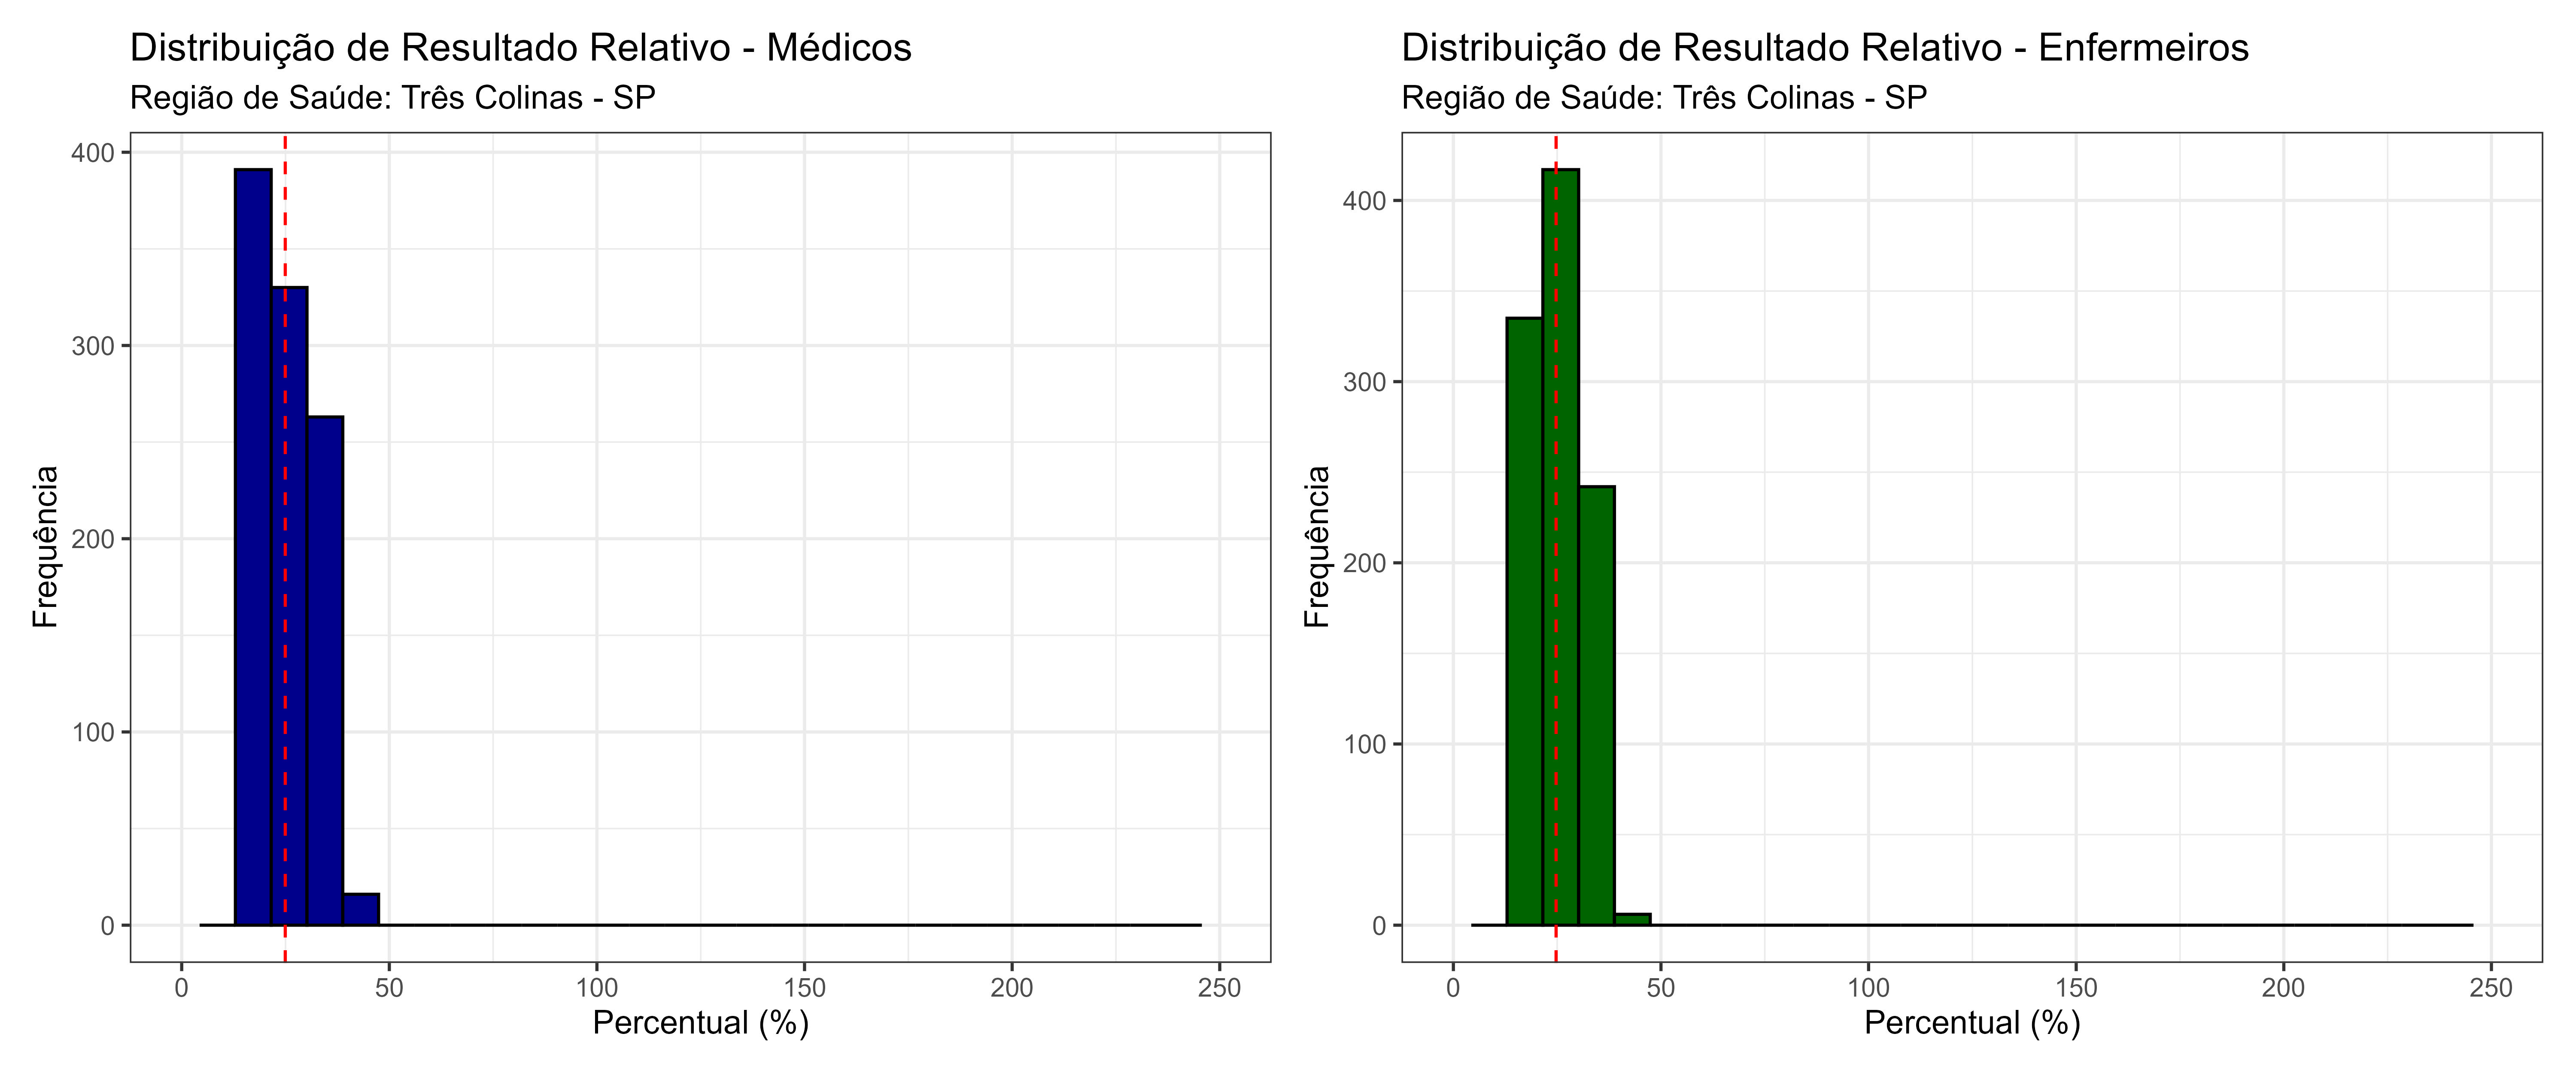 Distribuição de Resultado Relativo - Médicos
Região de Saúde: Três Colinas - SP
400
300
200
100
0
Frequência
0 50 100 150 200 250
Percentual (%)
Distribuição de Resultado Relativo - Enfermeiros
Região de Saúde: Três Colinas - SP
400
300
200
100
0
Frequência
0 50 100 150 200 250
Percentual (%)